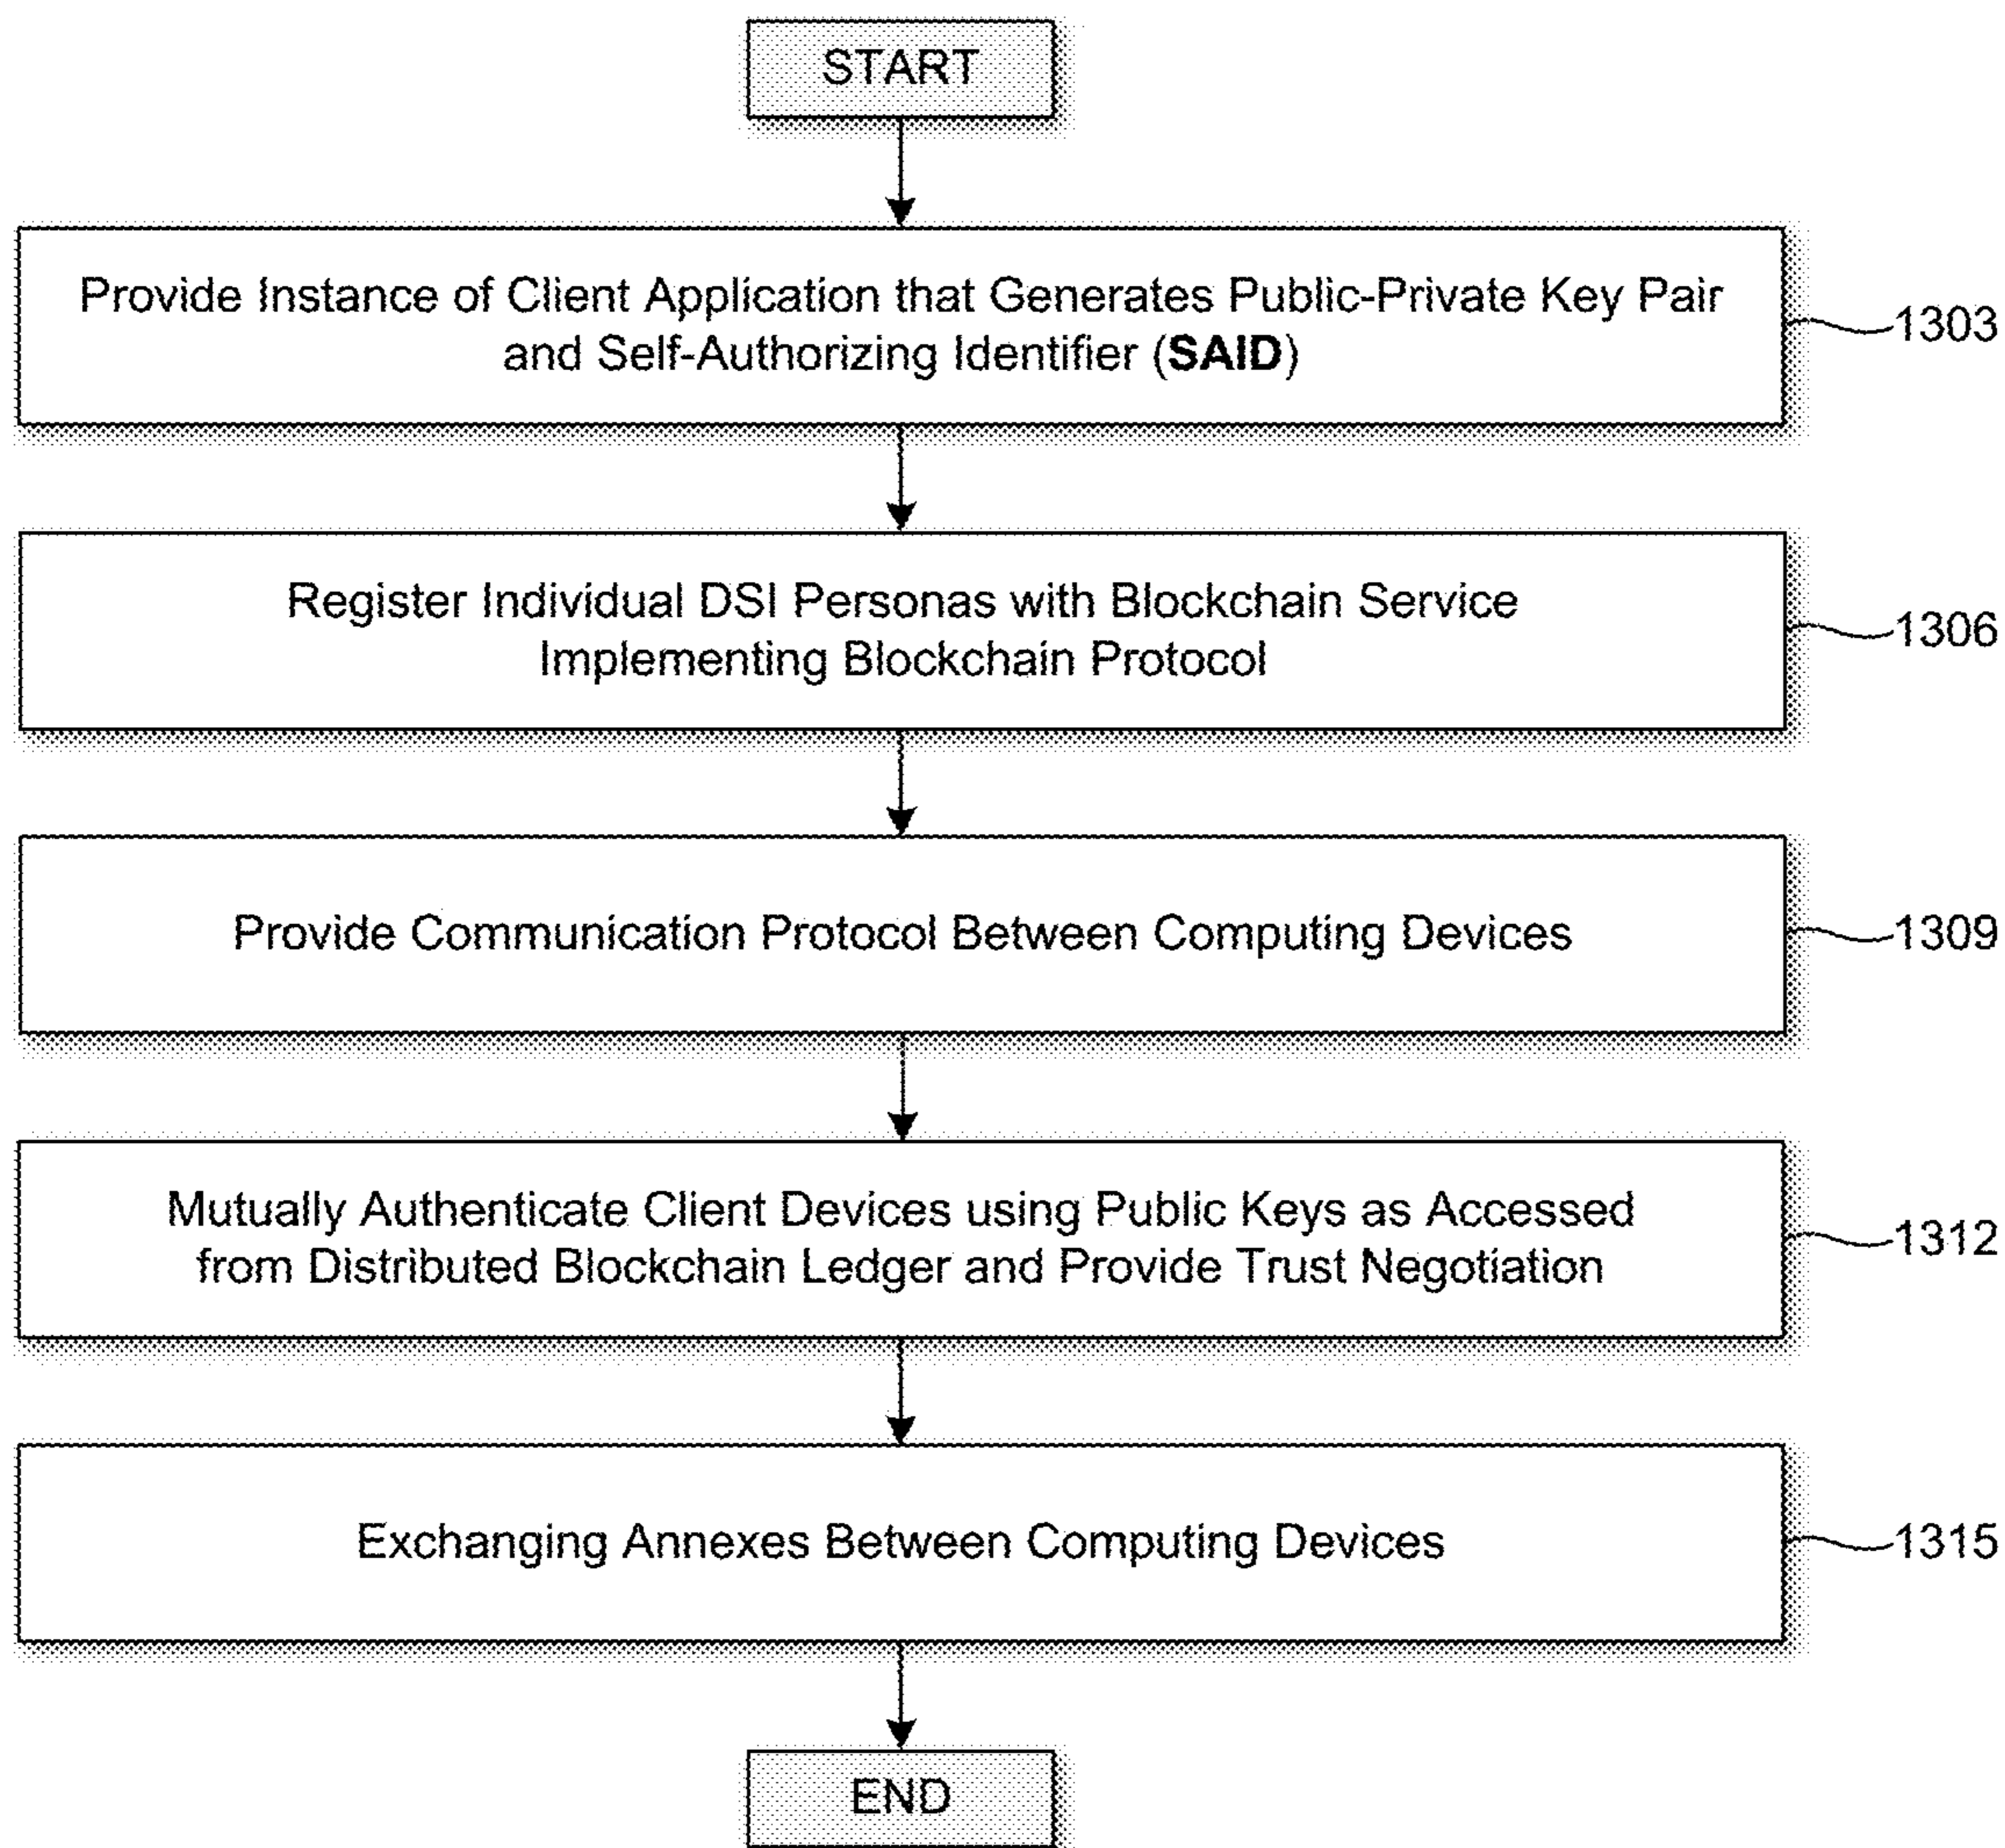 START
Provide Instance of Client Application that Generates Public-Private Key Pair
and Self-Authorizing Identifier (SAID)
1303
Register Individual DSI Personas with Blockchain Service
Implementing Blockchain Protocol
1306
Provide Communication Protocol Between Computing Devices
1309
Mutually Authenticate Client Devices using Public Keys as Accessed
from Distributed Blockchain Ledger and Provide Trust Negotiation
1312
Exchanging Annexes Between Computing Devices
1315
END